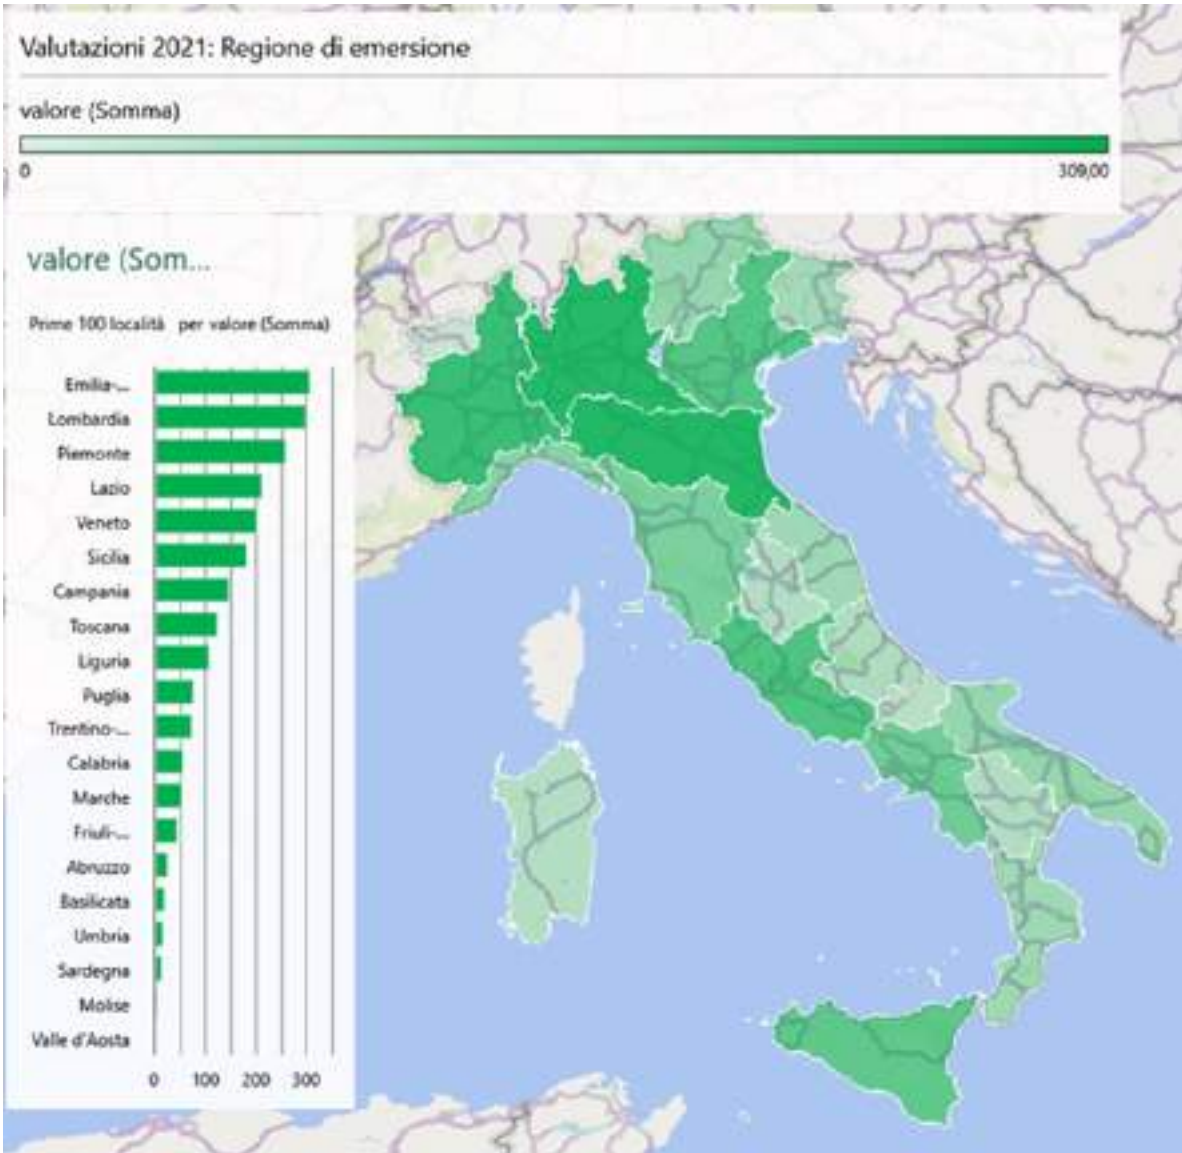 Valutazioni 2021: Regione di emersione
valore (Somma)
0 309,00
valore (Som...
Prime 100 località per valore (Somma)
Emilia-...
Lombardia
Piemonte
Lazio
Veneto
Sicilia
Campania
Toscana
Liguria
Puglia
Trentino-...
Calabria
Marche
Friuli-...
Abruzzo
Basilicata
Umbria
Sardegna
Molise
Valle d'Aosta
0 100 200 300